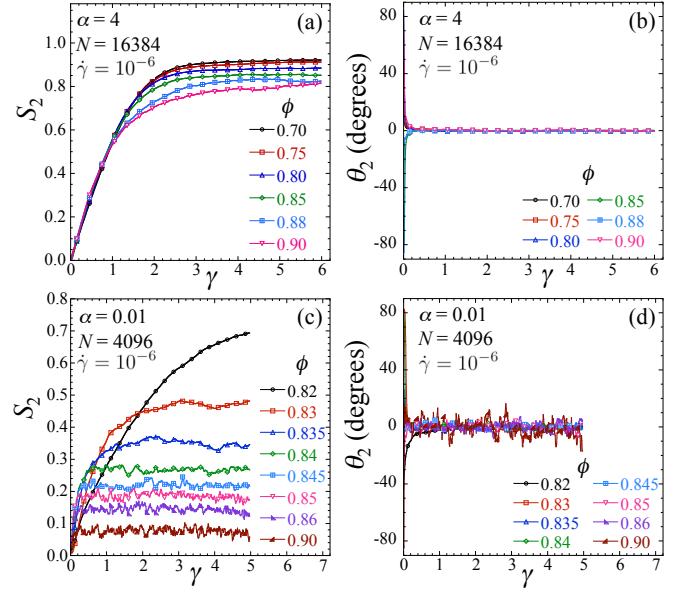 (a)
α = 4
N = 16384
γ̇ = 10⁻⁶
ϕ
0.70
0.75
0.80
0.85
0.88
0.90
S₂
1.0
0.8
0.6
0.4
0.2
0.0
0 1 2 3 4 5 6
γ
(b)
α = 4
N = 16384
γ̇ = 10⁻⁶
ϕ
0.70 0.85
0.75 0.88
0.80 0.90
θ₂ (degrees)
80
40
0
-40
-80
0 1 2 3 4 5 6
γ
(c)
α = 0.01
N = 4096
γ̇ = 10⁻⁶
ϕ
0.82
0.83
0.835
0.84
0.845
0.85
0.86
0.90
S₂
0.7
0.6
0.5
0.4
0.3
0.2
0.1
0.0
0 1 2 3 4 5 6 7
γ
(d)
α = 0.01
N = 4096
γ̇ = 10⁻⁶
ϕ
0.82 0.845
0.83 0.85
0.835 0.86
0.84 0.90
θ₂ (degrees)
80
40
0
-40
-80
0 1 2 3 4 5 6 7
γ